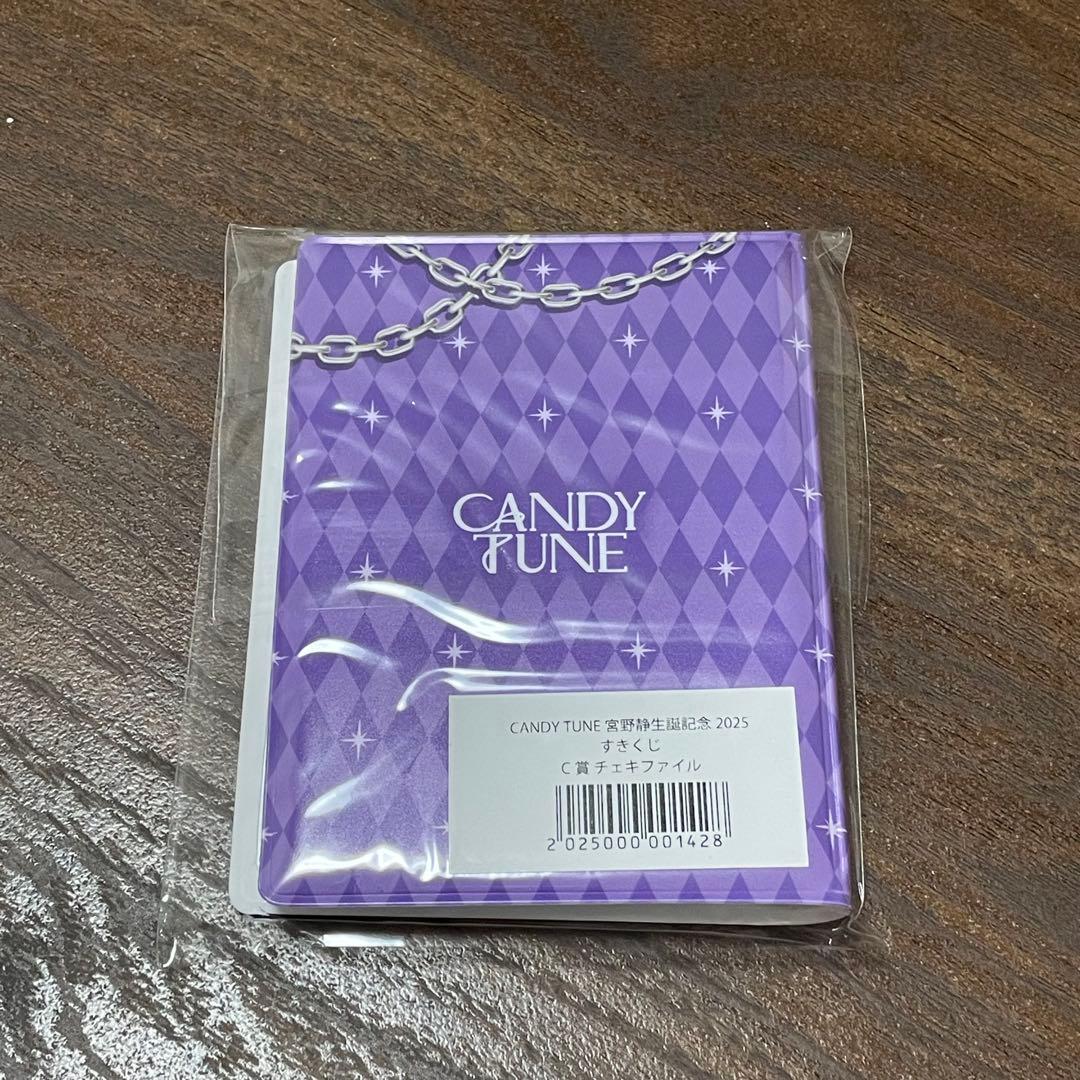 CANDY
TUNE
CANDY TUNE 宮野静生誕記念 2025
すきくじ
C 賞 チェキファイル
2 025000 001428